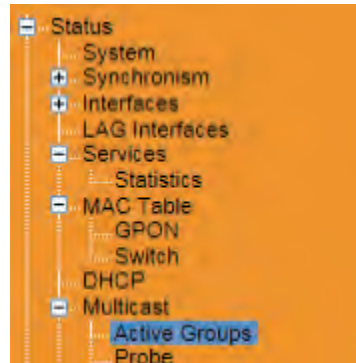 Status
System
Synchronism
Interfaces
LAG Interfaces
Services
Statistics
MAC Table
GPON
Switch
DHCP
Multicast
Active Groups
Probe